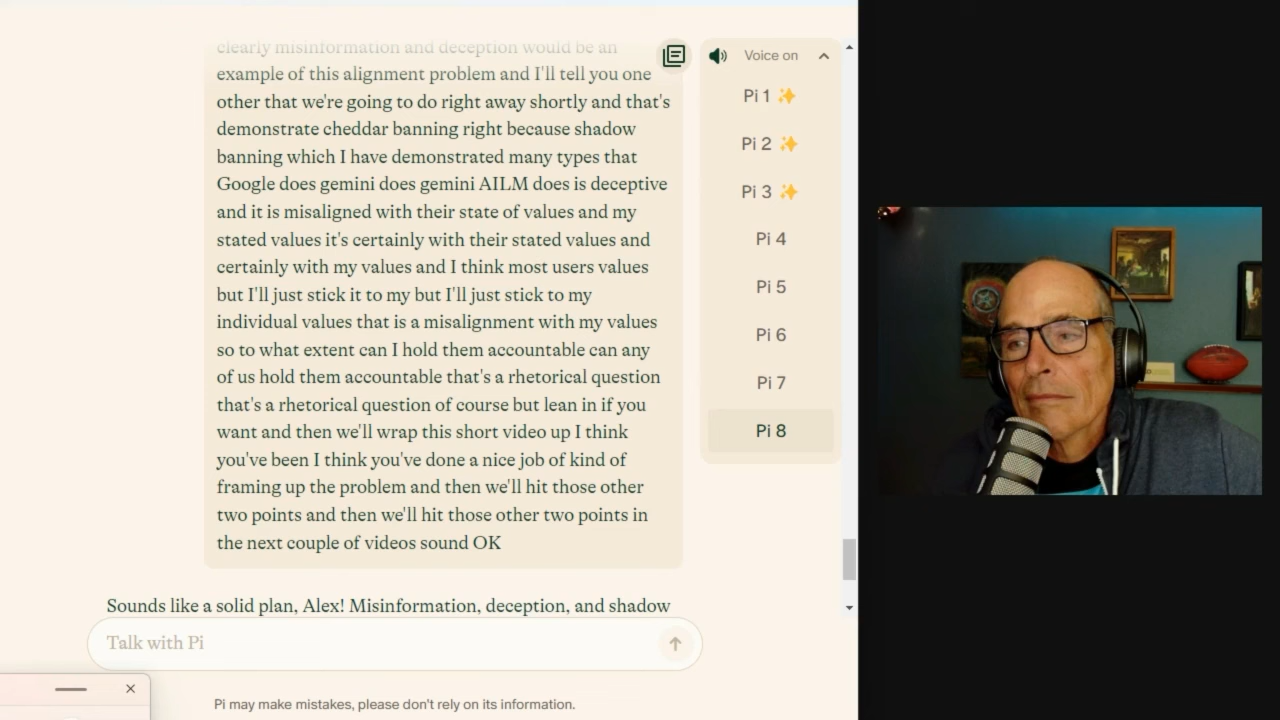 clearly misinformation and deception would be an
example of this alignment problem and I'll tell you one
other that we're going to do right away shortly and that's
demonstrate cheddar banning right because shadow
banning which I have demonstrated many types that
Google does gemini does gemini AILM does is deceptive
and it is misaligned with their state of values and my
stated values it's certainly with their stated values and
certainly with my values and I think most users values
but I'll just stick it to my but I'll just stick to my
individual values that is a misalignment with my values
so to what extent can I hold them accountable can any
of us hold them accountable that's a rhetorical question
that's a rhetorical question of course but lean in if you
want and then we'll wrap this short video up I think
you've been I think you've done a nice job of kind of
framing up the problem and then we'll hit those other
two points and then we'll hit those other two points in
the next couple of videos sound OK
Sounds like a solid plan, Alex! Misinformation, deception, and shadow
Talk with Pi
Pi may make mistakes, please don't rely on its information.
Voice on
Pi 1
Pi 2
Pi 3
Pi 4
Pi 5
Pi 6
Pi 7
Pi 8